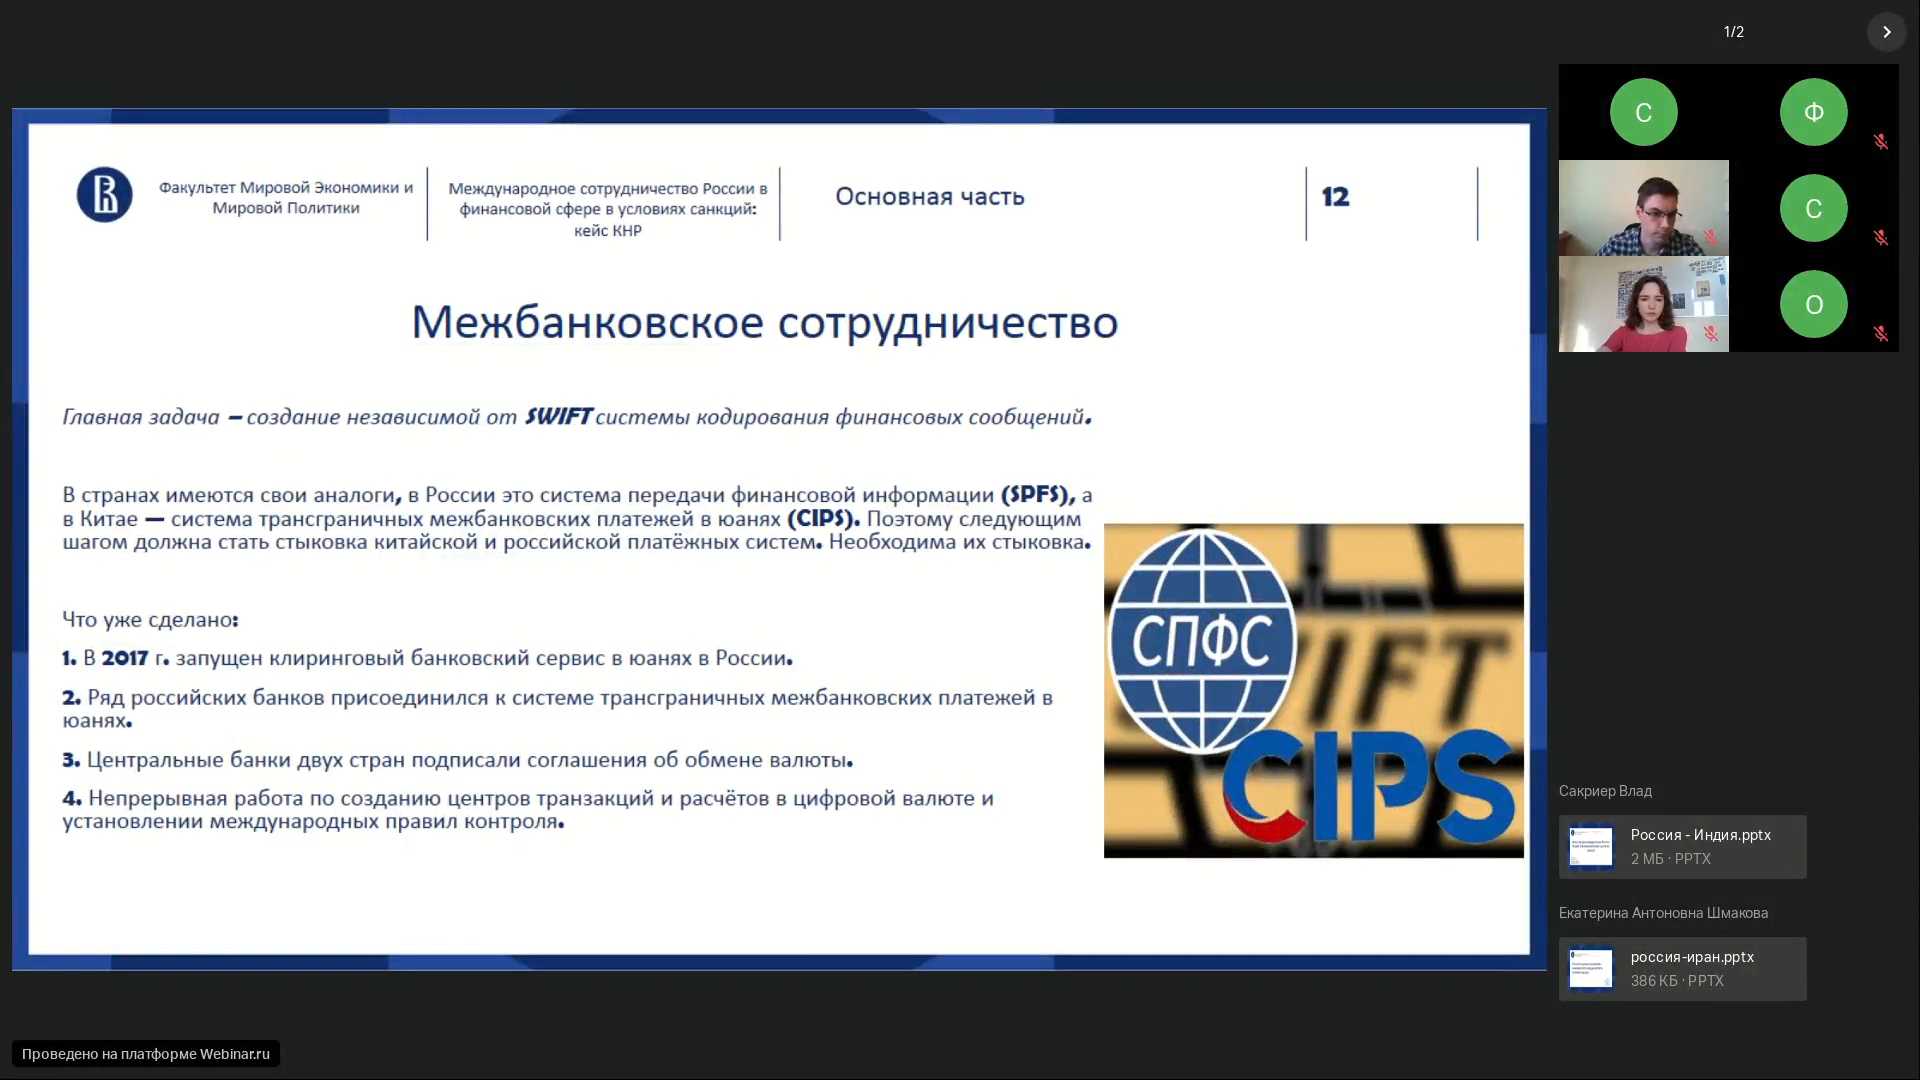 1/2
С
Ф
С
О
Факультет Мировой Экономики и
Мировой Политики
Международное сотрудничество России в
финансовой сфере в условиях санкций:
кейс КНР
Основная часть
12
Межбанковское сотрудничество
Главная задача – создание независимой от SWIFT системы кодирования финансовых сообщений.
В странах имеются свои аналоги, в России это система передачи финансовой информации (SPFS), а
в Китае — система трансграничных межбанковских платежей в юанях (CIPS). Поэтому следующим
шагом должна стать стыковка китайской и российской платёжных систем. Необходима их стыковка.
Что уже сделано:
1. В 2017 г. запущен клиринговый банковский сервис в юанях в России.
2. Ряд российских банков присоединился к системе трансграничных межбанковских платежей в
юанях.
3. Центральные банки двух стран подписали соглашения об обмене валюты.
4. Непрерывная работа по созданию центров транзакций и расчётов в цифровой валюте и
установлении международных правил контроля.
СПФС
IFT
CIPS
Сакриер Влад
Россия - Индия.pptx
2 МБ · PPTX
Екатерина Антоновна Шмакова
россия-иран.pptx
386 КБ · PPTX
Проведено на платформе Webinar.ru